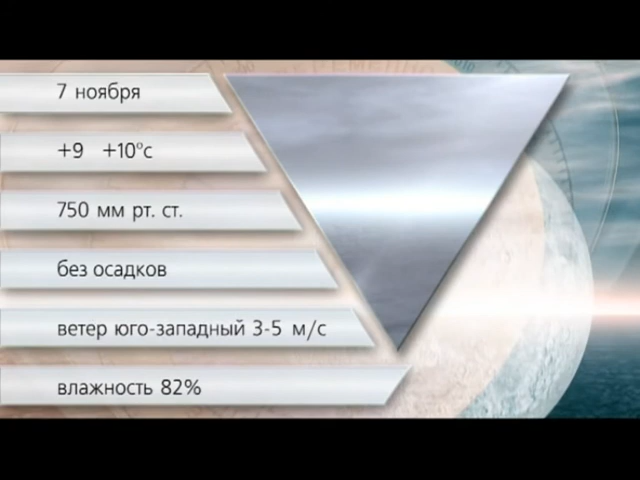 7 ноября
+9 +10°с
750 мм рт. ст.
без осадков
ветер юго-западный 3-5 м/с
влажность 82%